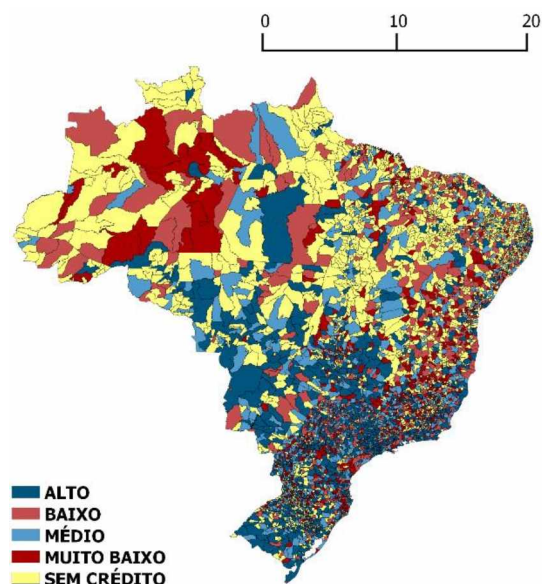 0 10 20
ALTO
BAIXO
MÉDIO
MUITO BAIXO
SEM CRÉDITO